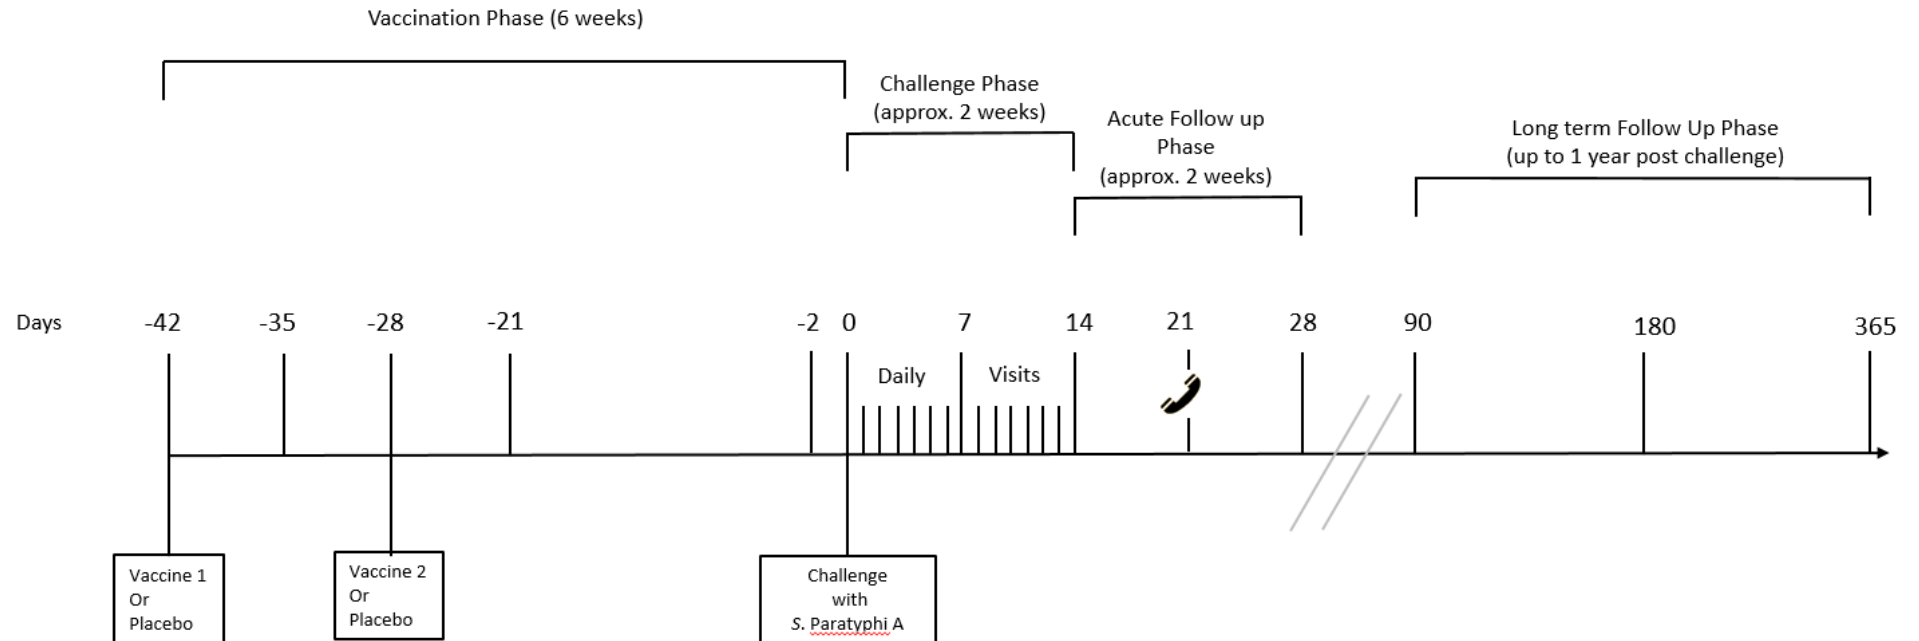 Vaccination Phase (6 weeks)
Challenge Phase
(approx. 2 weeks)
Acute Follow up
Phase
(approx. 2 weeks)
Long term Follow Up Phase
(up to 1 year post challenge)
Days -42 -35 -28 -21 -2 0 7 14 21 28 90 180 365
Daily Visits
Vaccine 1
Or
Placebo
Vaccine 2
Or
Placebo
Challenge
with
S. Paratyphi A